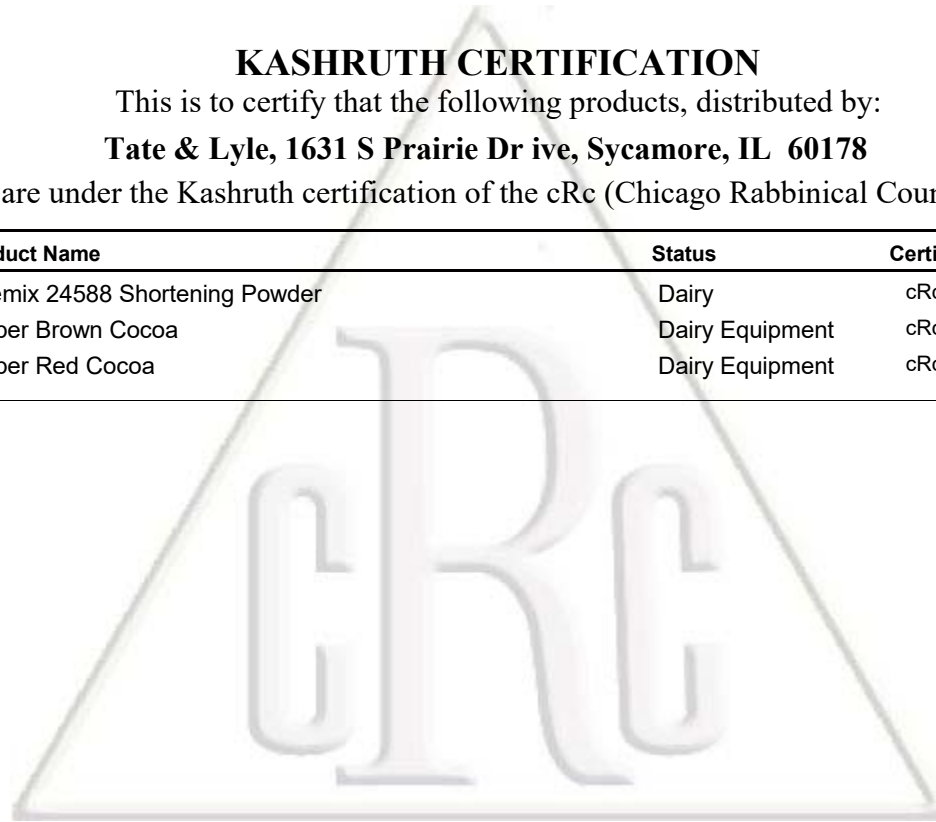 KASHRUTH CERTIFICATION
This is to certify that the following products, distributed by:
Tate & Lyle, 1631 S Prairie Dr ive, Sycamore, IL 60178
are under the Kashruth certification of the cRc (Chicago Rabbinical Coun
duct Name Status Certi
emix 24588 Shortening Powder Dairy cRc
per Brown Cocoa Dairy Equipment cRc
per Red Cocoa Dairy Equipment cRc
cRc